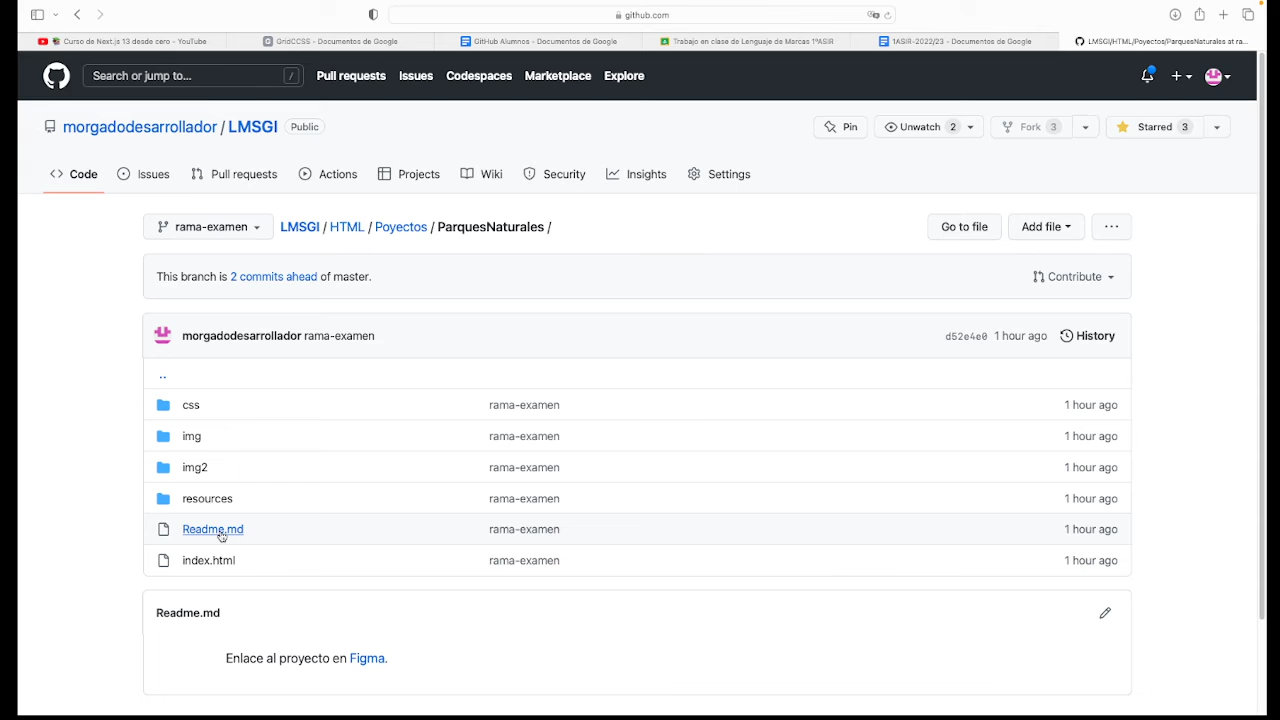 github.com
Curso de Next.js 13 desde cero - YouTube
GridCCSS - Documentos de Google
GitHub Alumnos - Documentos de Google
Trabajo en clase de Lenguaje de Marcas 1ºASIR
1ASIR-2022/23 - Documentos de Google
LMSGI/HTML/Poyectos/ParquesNaturales at ra...
Search or jump to... /
Pull requests
Issues
Codespaces
Marketplace
Explore
morgadodesarrollador / LMSGI Public
Pin
Unwatch 2
Fork 3
Starred 3
Code
Issues
Pull requests
Actions
Projects
Wiki
Security
Insights
Settings
rama-examen
LMSGI / HTML / Poyectos / ParquesNaturales /
Go to file
Add file
This branch is 2 commits ahead of master.
Contribute
morgadodesarrollador rama-examen
d52e4e0 1 hour ago
History
..
css rama-examen 1 hour ago
img rama-examen 1 hour ago
img2 rama-examen 1 hour ago
resources rama-examen 1 hour ago
Readme.md rama-examen 1 hour ago
index.html rama-examen 1 hour ago
Readme.md
Enlace al proyecto en Figma.